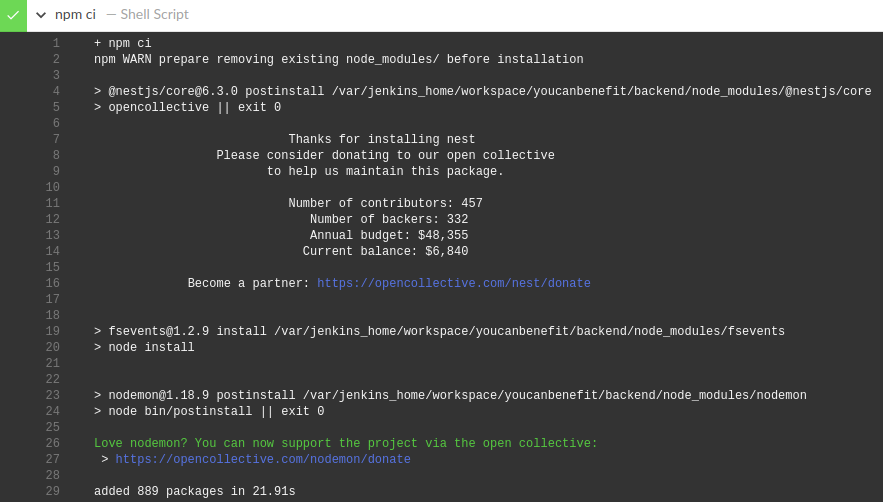 npm ci — Shell Script
1 + npm ci
2 npm WARN prepare removing existing node_modules/ before installation
3
4 > @nestjs/core@6.3.0 postinstall /var/jenkins_home/workspace/youcanbenefit/backend/node_modules/@nestjs/core
5 > opencollective || exit 0
6
7 Thanks for installing nest
8 Please consider donating to our open collective
9 to help us maintain this package.
10
11 Number of contributors: 457
12 Number of backers: 332
13 Annual budget: $48,355
14 Current balance: $6,840
15
16 Become a partner: https://opencollective.com/nest/donate
17
18
19 > fsevents@1.2.9 install /var/jenkins_home/workspace/youcanbenefit/backend/node_modules/fsevents
20 > node install
21
22
23 > nodemon@1.18.9 postinstall /var/jenkins_home/workspace/youcanbenefit/backend/node_modules/nodemon
24 > node bin/postinstall || exit 0
25
26 Love nodemon? You can now support the project via the open collective:
27 > https://opencollective.com/nodemon/donate
28
29 added 889 packages in 21.91s